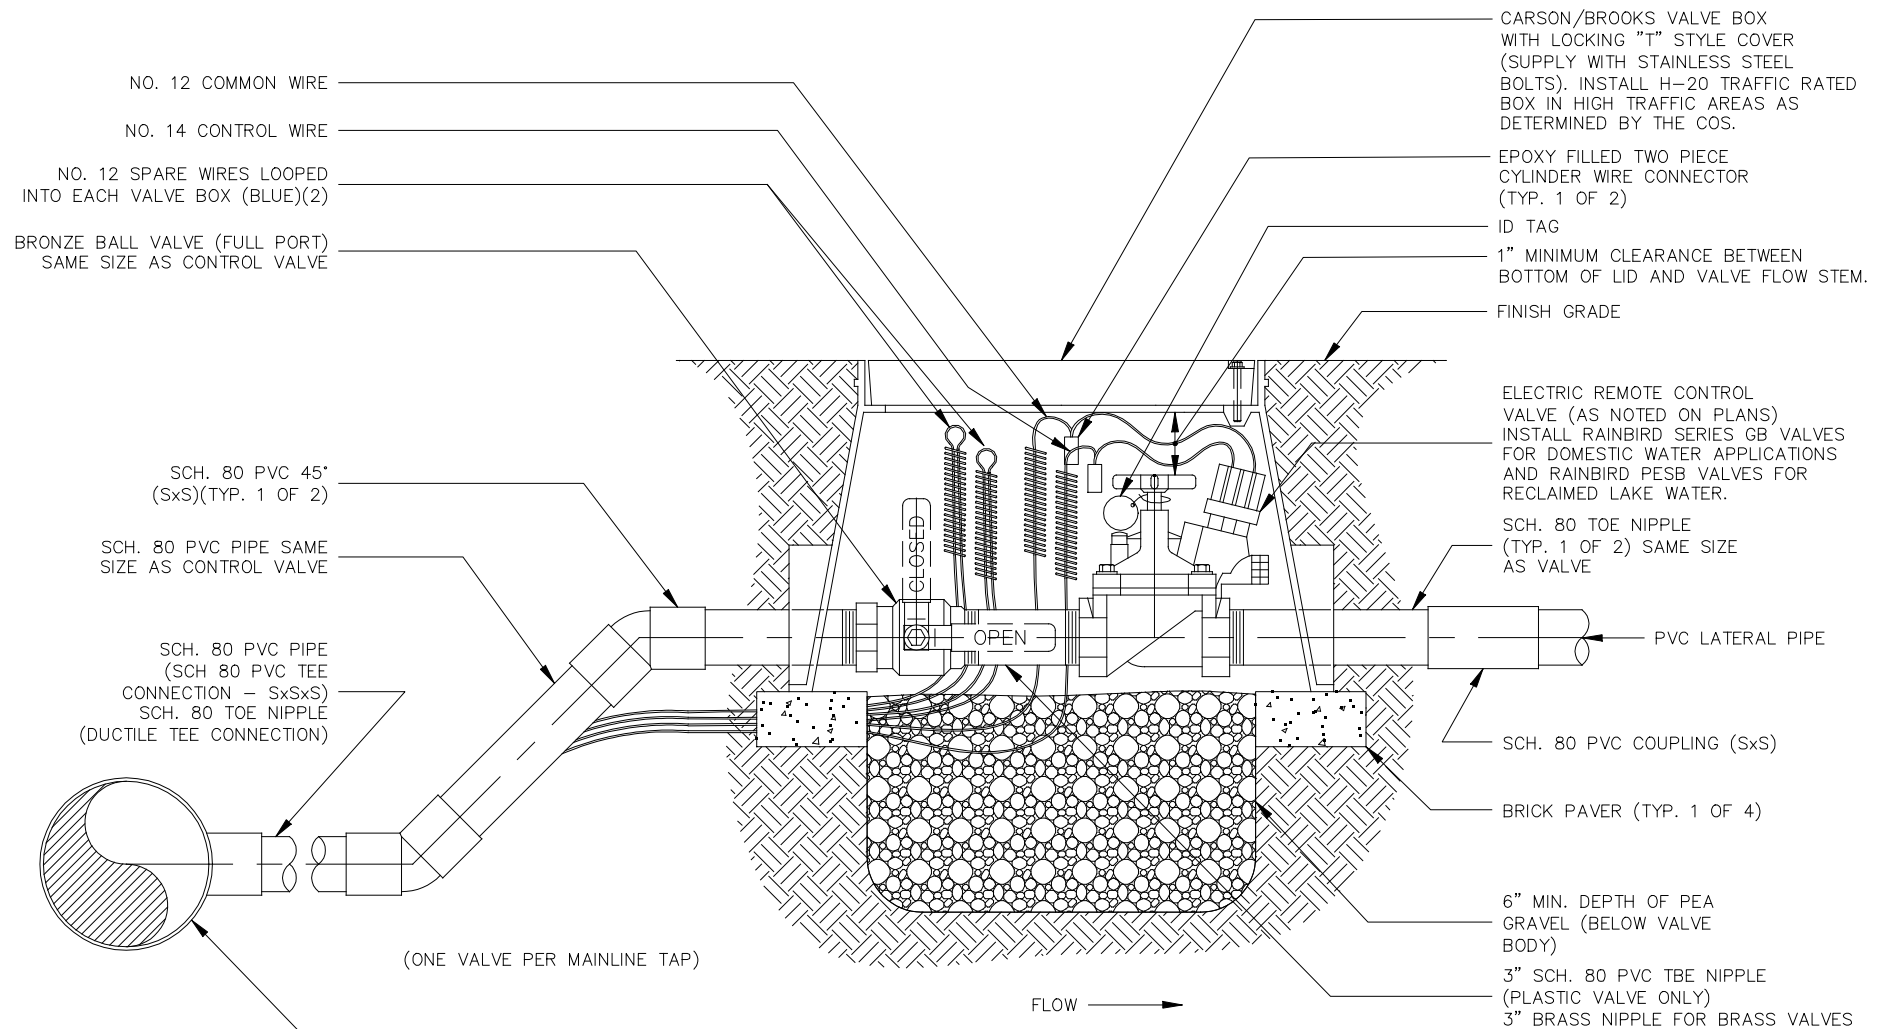 NO. 12 COMMON WIRE
NO. 14 CONTROL WIRE
NO. 12 SPARE WIRES LOOPED
INTO EACH VALVE BOX (BLUE)(2)
BRONZE BALL VALVE (FULL PORT)
SAME SIZE AS CONTROL VALVE
SCH. 80 PVC 45°
(SxS)(TYP. 1 OF 2)
SCH. 80 PVC PIPE SAME
SIZE AS CONTROL VALVE
SCH. 80 PVC PIPE
(SCH 80 PVC TEE
CONNECTION – SxSxS)
SCH. 80 TOE NIPPLE
(DUCTILE TEE CONNECTION)
CLOSED
OPEN
(ONE VALVE PER MAINLINE TAP)
FLOW
CARSON/BROOKS VALVE BOX
WITH LOCKING "T" STYLE COVER
(SUPPLY WITH STAINLESS STEEL
BOLTS). INSTALL H–20 TRAFFIC RATED
BOX IN HIGH TRAFFIC AREAS AS
DETERMINED BY THE COS.
EPOXY FILLED TWO PIECE
CYLINDER WIRE CONNECTOR
(TYP. 1 OF 2)
ID TAG
1" MINIMUM CLEARANCE BETWEEN
BOTTOM OF LID AND VALVE FLOW STEM.
FINISH GRADE
ELECTRIC REMOTE CONTROL
VALVE (AS NOTED ON PLANS)
INSTALL RAINBIRD SERIES GB VALVES
FOR DOMESTIC WATER APPLICATIONS
AND RAINBIRD PESB VALVES FOR
RECLAIMED LAKE WATER.
SCH. 80 TOE NIPPLE
(TYP. 1 OF 2) SAME SIZE
AS VALVE
PVC LATERAL PIPE
SCH. 80 PVC COUPLING (SxS)
BRICK PAVER (TYP. 1 OF 4)
6" MIN. DEPTH OF PEA
GRAVEL (BELOW VALVE
BODY)
3" SCH. 80 PVC TBE NIPPLE
(PLASTIC VALVE ONLY)
3" BRASS NIPPLE FOR BRASS VALVES